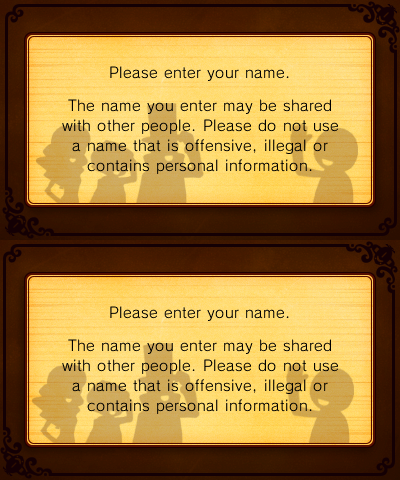 Please enter your name.
The name you enter may be shared
with other people. Please do not use
a name that is offensive, illegal or
contains personal information.
Please enter your name.
The name you enter may be shared
with other people. Please do not use
a name that is offensive, illegal or
contains personal information.